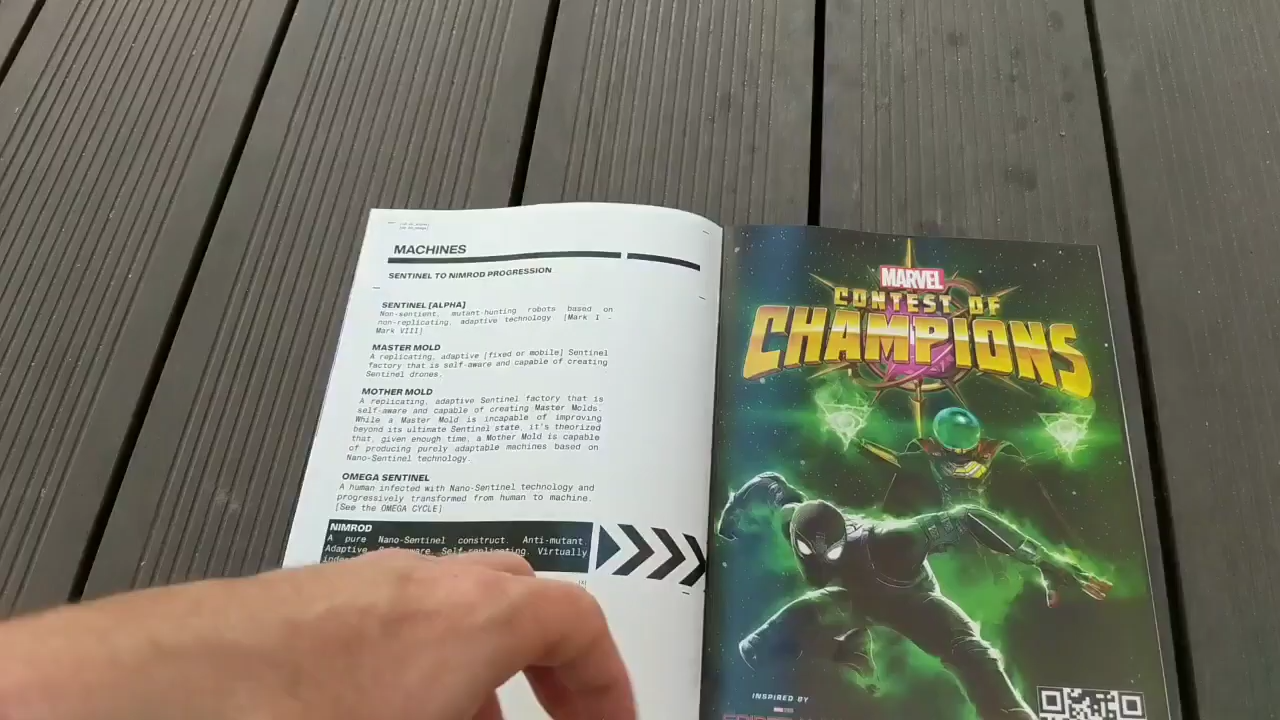 MACHINES
SENTINEL TO NIMROD PROGRESSION
SENTINEL [ALPHA]
Non-sentient, mutant-hunting robots based on
non-replicating, adaptive technology [Mark I -
Mark VIII]
MASTER MOLD
A replicating, adaptive [fixed or mobile] Sentinel
factory that is self-aware and capable of creating
Sentinel drones.
MOTHER MOLD
A replicating, adaptive Sentinel factory that is
self-aware and capable of creating Master Molds.
While a Master Mold is incapable of improving
beyond its ultimate Sentinel state, it's theorized
that, given enough time, a Mother Mold is capable
of producing purely adaptable machines based on
Nano-Sentinel technology.
OMEGA SENTINEL
A human infected with Nano-Sentinel technology and
progressively transformed from human to machine.
[See the OMEGA CYCLE]
NIMROD
A pure Nano-Sentinel construct. Anti-mutant.
Adaptive. Self-replicating. Virtually
MARVEL
CONTEST OF
CHAMPIONS
INSPIRED BY